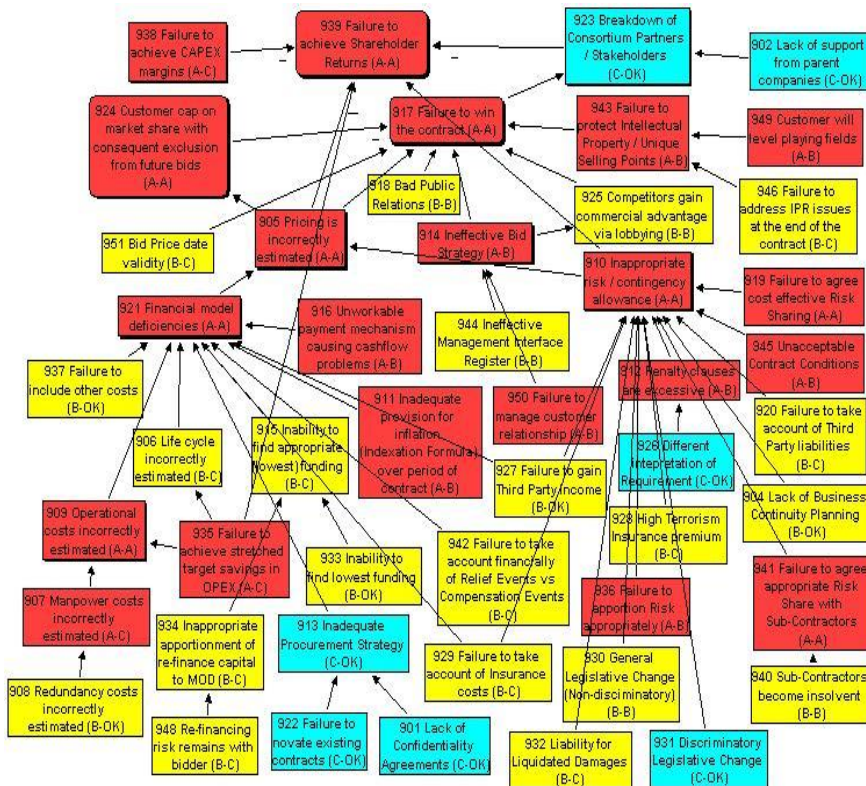 938 Failure to
achieve CAPEX
margins (A-C)
939 Failure to
achieve Shareholder
Returns (A-A)
923 Breakdown of
Consortium Partners
/ Stakeholders
(C-OK)
902 Lack of support
from parent
companies (C-OK)
924 Customer cap on
market share with
consequent exclusion
from future bids
(A-A)
917 Failure to win
the contract (A-A)
943 Failure to
protect Intellectual
Property / Unique
Selling Points (A-B)
949 Customer will
level playing fields
(A-B)
918 Bad Public
Relations (B-B)
925 Competitors gain
commercial advantage
via lobbying (B-B)
946 Failure to
address IPR issues
at the end of the
contract (B-C)
951 Bid Price date
validity (B-C)
905 Pricing is
incorrectly
estimated (A-A)
914 Ineffective Bid
Strategy (A-B)
910 Inappropriate
risk / contingency
allowance (A-A)
919 Failure to agree
cost effective Risk
Sharing (A-A)
921 Financial model
deficiencies (A-A)
916 Unworkable
payment mechanism
causing cashflow
problems (A-B)
944 Ineffective
Management Interface
Register (B-B)
945 Unacceptable
Contract Conditions
(A-B)
937 Failure to
include other costs
(B-OK)
912 Penalty clauses
are excessive (A-B)
911 Inadequate
provision for
inflation
(Indexation Formula)
over period of
contract (A-B)
950 Failure to
manage customer
relationship (A-B)
920 Failure to take
account of Third
Party liabilities
(B-C)
906 Life cycle
incorrectly
estimated (B-C)
915 Inability to
find appropriate
(lowest) funding
(B-C)
926 Different
intepretation of
Requirement (C-OK)
927 Failure to gain
Third Party income
(B-OK)
904 Lack of Business
Continuity Planning
(B-OK)
909 Operational
costs incorrectly
estimated (A-A)
935 Failure to
achieve stretched
target savings in
OPEX (A-C)
933 Inability to
find lowest funding
(B-OK)
942 Failure to take
account financially
of Relief Events vs
Compensation Events
(B-C)
928 High Terrorism
Insurance premium
(B-C)
941 Failure to agree
appropriate Risk
Share with
Sub-Contractors
(A-A)
907 Manpower costs
incorrectly
estimated (A-C)
934 Inappropriate
apportionment of
re-finance capital
to MOD (B-C)
913 Inadequate
Procurement Strategy
(C-OK)
936 Failure to
apportion Risk
appropriately (A-B)
929 Failure to take
account of Insurance
costs (B-C)
930 General
Legislative Change
(Non-disciminatory)
(B-B)
940 Sub-Contractors
become insolvent
(B-B)
908 Redundancy costs
incorrectly
estimated (B-OK)
948 Re-financing
risk remains with
bidder (B-C)
922 Failure to
novate existing
contracts (C-OK)
901 Lack of
Confidentiality
Agreements (C-OK)
932 Liability for
Liquidated Damages
(B-C)
931 Discriminatory
Legislative Change
(C-OK)